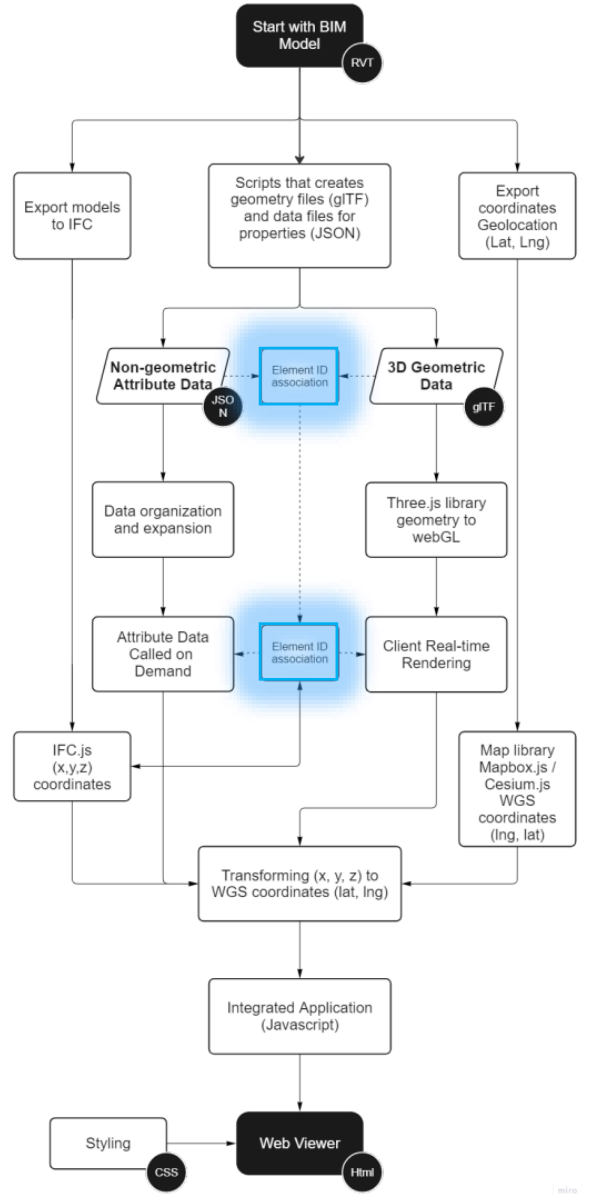 Start with BIM
Model
RVT
Export models
to IFC
Scripts that creates
geometry files (glTF)
and data files for
properties (JSON)
Export
coordinates
Geolocation
(Lat, Lng)
Non-geometric
Attribute Data
JSO
N
Element ID
association
3D Geometric
Data
glTF
Data organization
and expansion
Three.js library
geometry to
webGL
Attribute Data
Called on
Demand
Element ID
association
Client Real-time
Rendering
IFC.js
(x,y,z)
coordinates
Map library
Mapbox.js /
Cesium.js
WGS
coordinates
(lng, lat)
Transforming (x, y, z) to
WGS coordinates (lat, lng)
Integrated Application
(Javascript)
Styling
CSS
Web Viewer
Html
miro